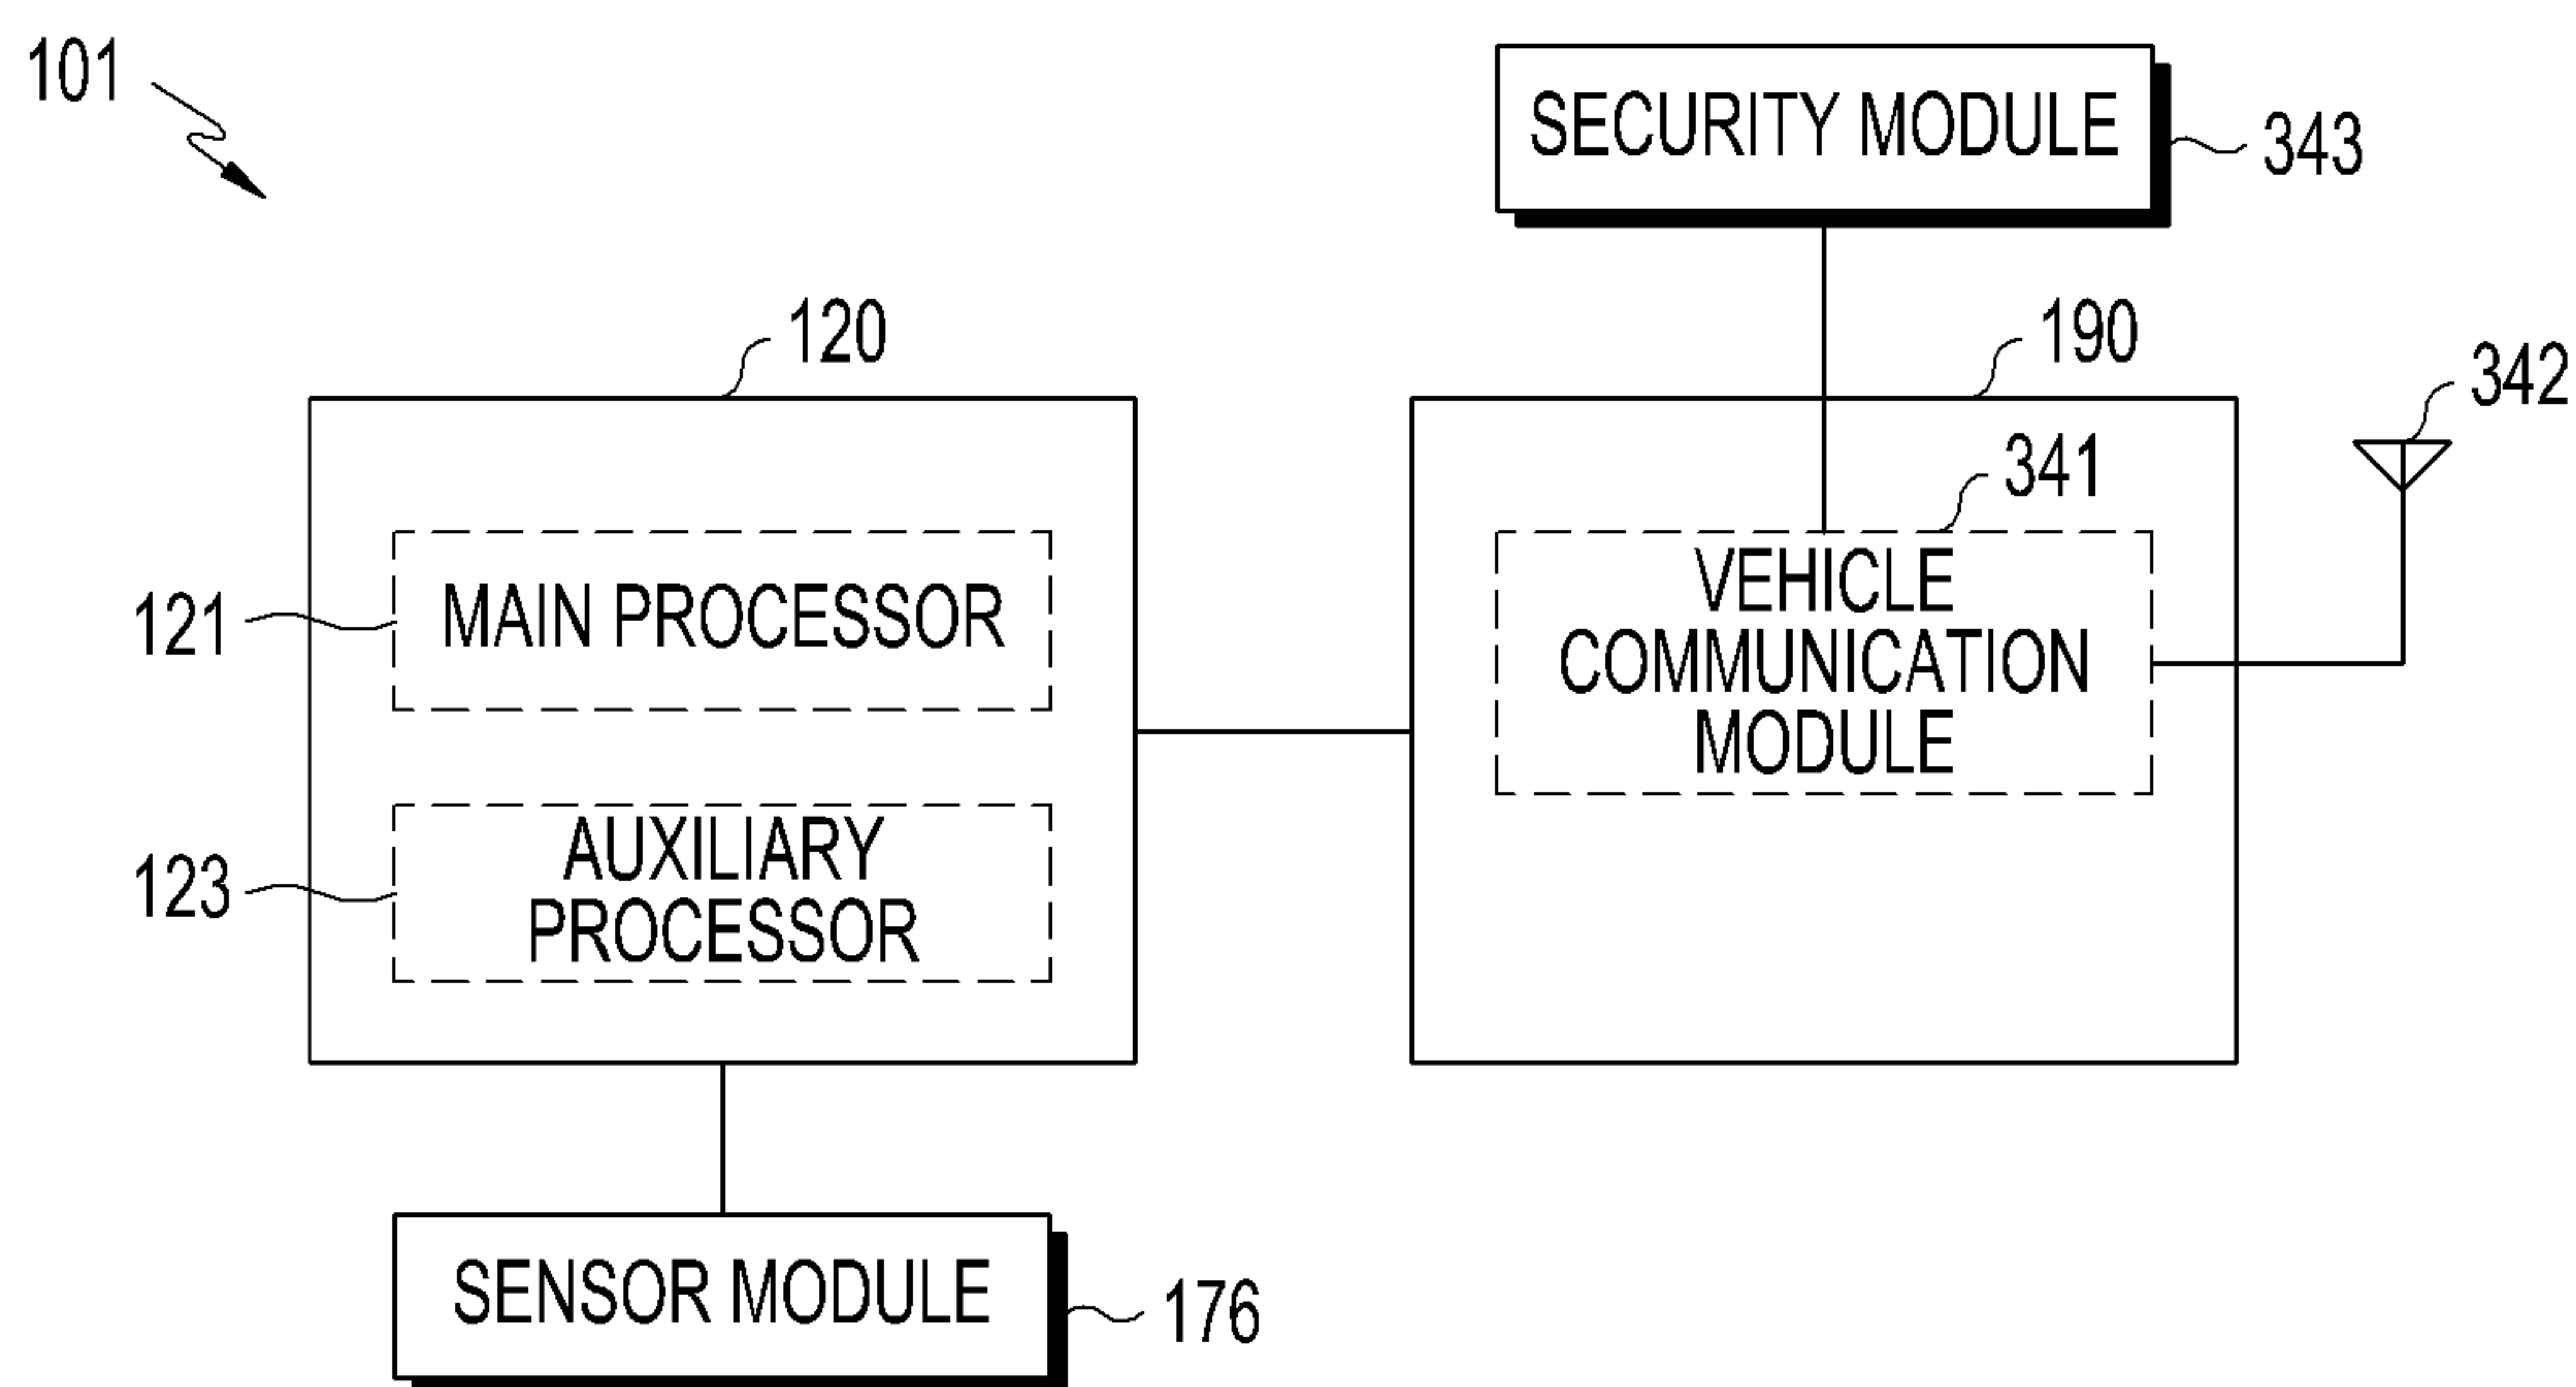 101
SECURITY MODULE
343
120
190
342
341
121
MAIN PROCESSOR
VEHICLE
COMMUNICATION
MODULE
123
AUXILIARY
PROCESSOR
SENSOR MODULE
176